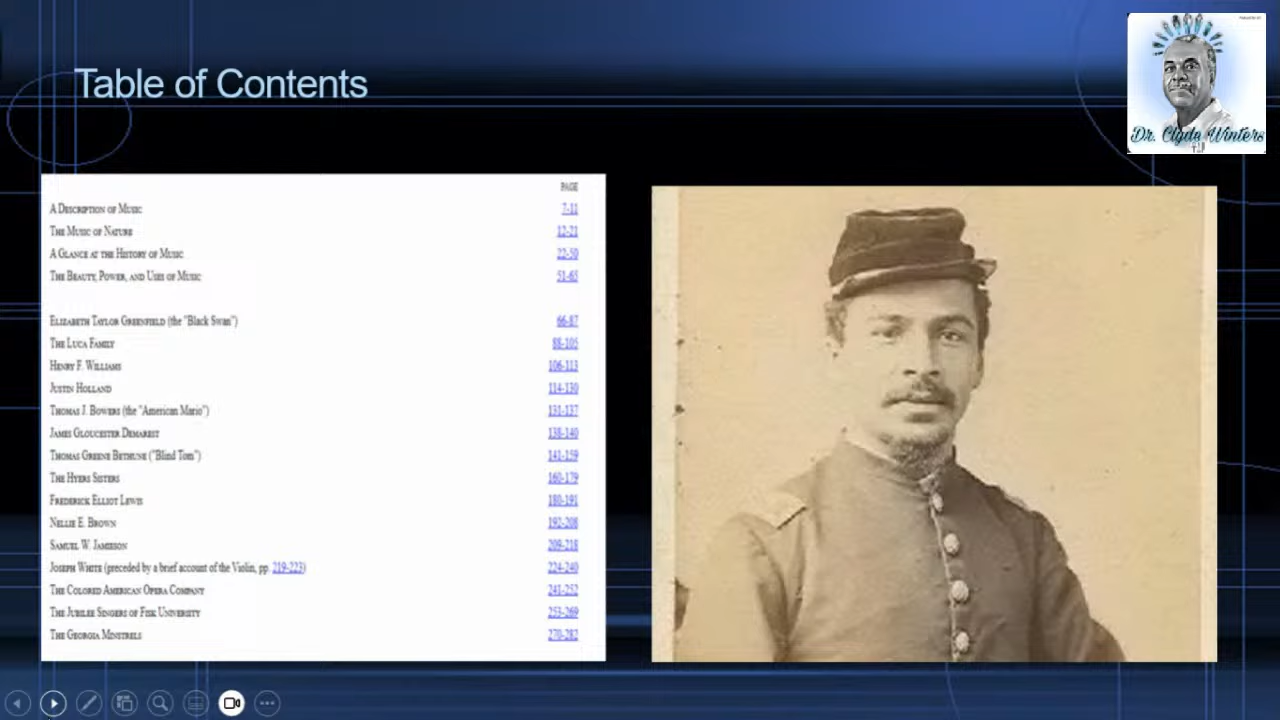 Table of Contents
Dr. Clyde Winters
PAGE
A DESCRIPTION OF MUSIC 7-11
THE MUSIC OF NATURE 12-21
A GLANCE AT THE HISTORY OF MUSIC 22-50
THE BEAUTY, POWER, AND USES OF MUSIC 51-65
ELIZABETH TAYLOR GREENFIELD (the "Black Swan") 66-87
THE LUCA FAMILY 88-105
HENRY F. WILLIAMS 106-113
JUSTIN HOLLAND 114-130
THOMAS J. BOWERS (the "American Mario") 131-137
JAMES GLOUCESTER DEMAREST 138-140
THOMAS GREENE BETHUNE ("Blind Tom") 141-159
THE HYERS SISTERS 160-179
FREDERICK ELLIOT LEWIS 180-191
NELLIE E. BROWN 192-208
SAMUEL W. JAMIESON 209-218
JOSEPH WHITE (preceded by a brief account of the Violin, pp. 219-223) 224-240
THE COLORED AMERICAN OPERA COMPANY 241-252
THE JUBILEE SINGERS OF FISK UNIVERSITY 253-269
THE GEORGIA MINSTRELS 270-282